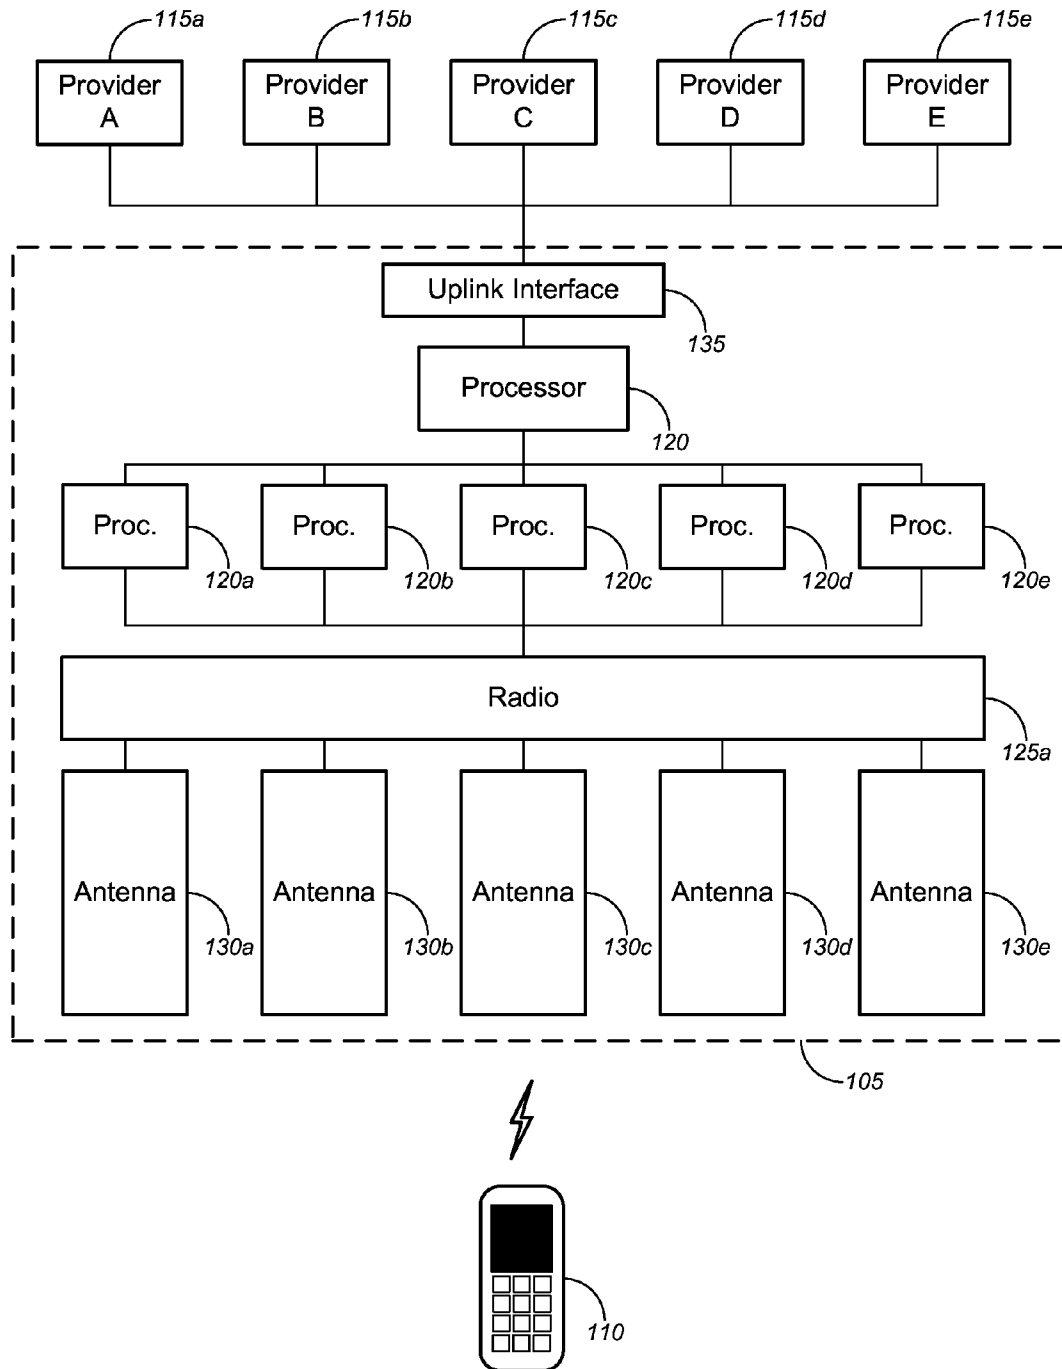 115a
115b
115c
115d
115e
Provider
A
Provider
B
Provider
C
Provider
D
Provider
E
Uplink Interface
135
Processor
120
Proc.
Proc.
Proc.
Proc.
Proc.
120a
120b
120c
120d
120e
Radio
125a
Antenna
Antenna
Antenna
Antenna
Antenna
130a
130b
130c
130d
130e
105
110